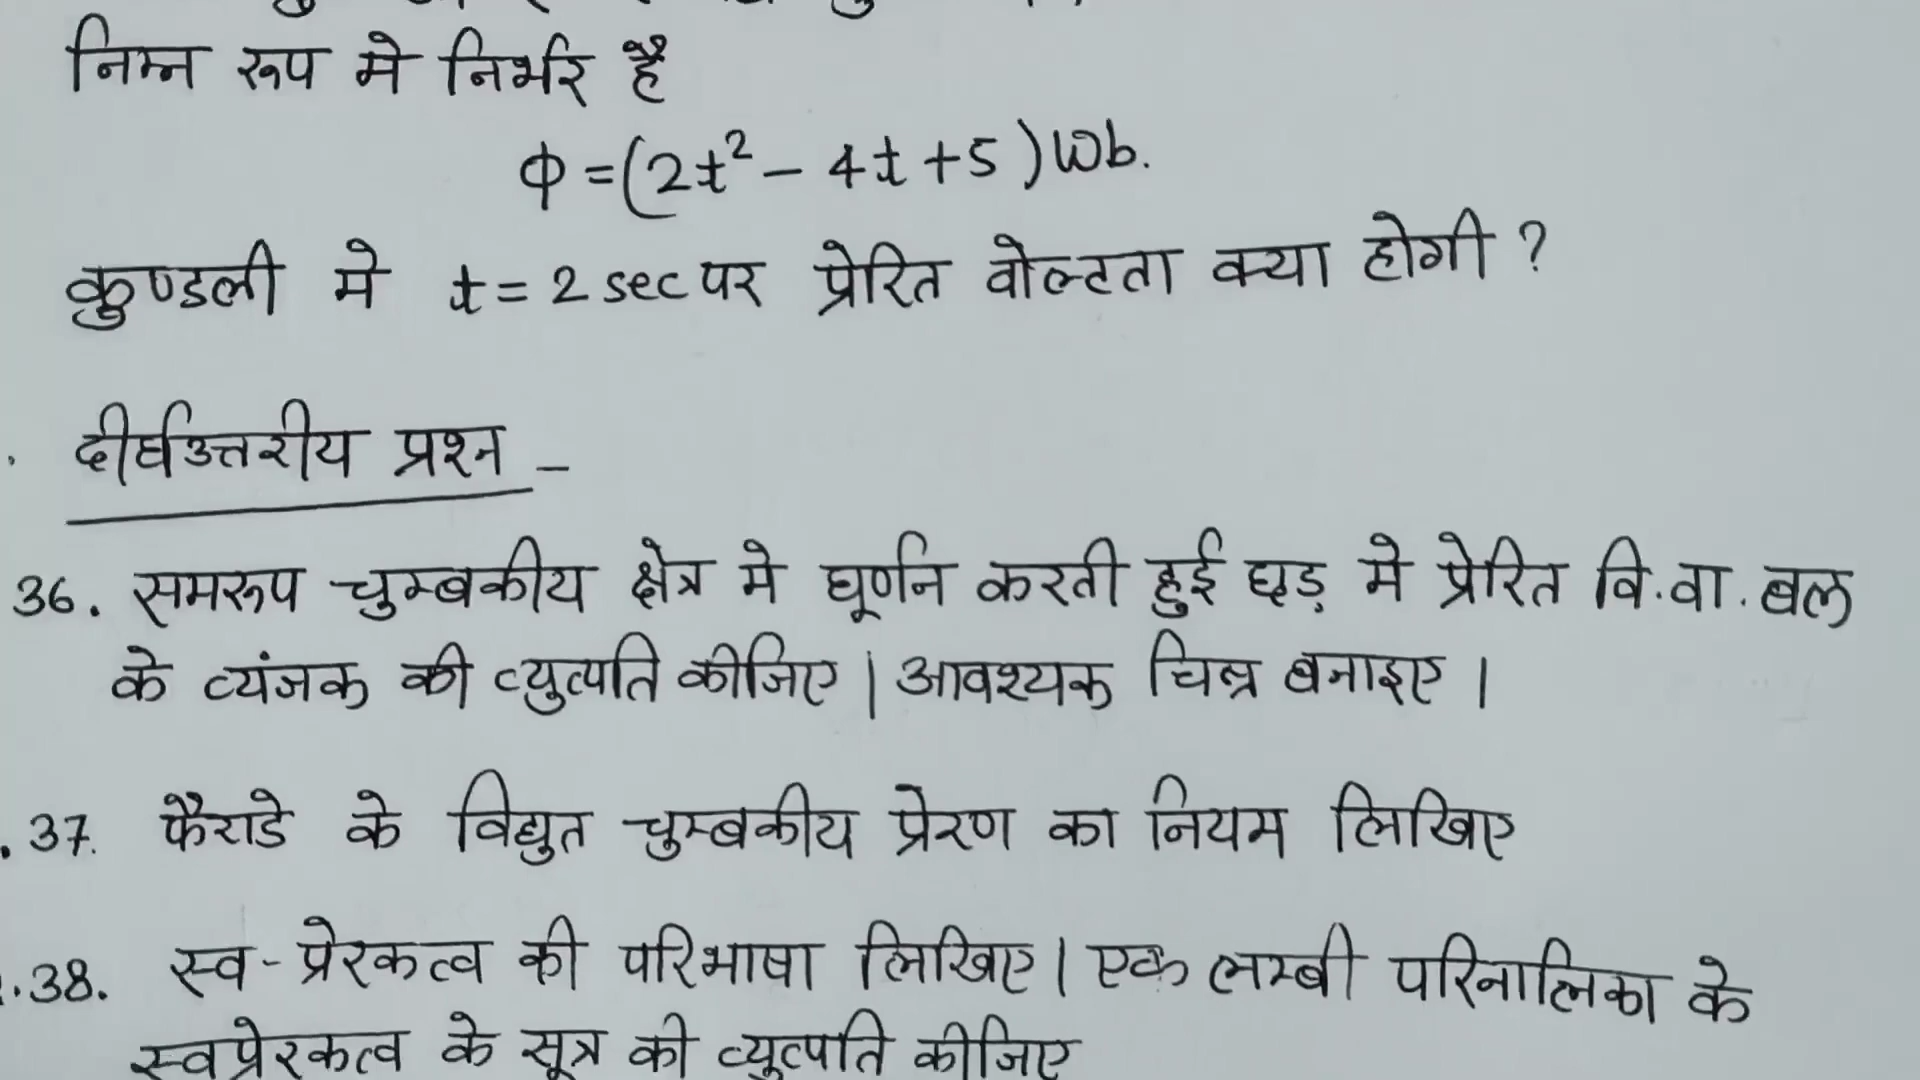 निम्न रूप मे निर्भर है
ϕ = (2t² - 4t + 5) Wb.
कुण्डली मे t = 2 sec पर प्रेरित वोल्टता क्या होगी ?
दीर्घउत्तरीय प्रश्न -
36. समरूप चुम्बकीय क्षेत्र मे घूर्णन करती हुई छड़ मे प्रेरित वि.वा. बल
के व्यंजक की व्युत्पति कीजिए । आवश्यक चित्र बनाइए ।
.37. फैराडे के विद्युत चुम्बकीय प्रेरण का नियम लिखिए
.38. स्व-प्रेरकत्व की परिभाषा लिखिए । एक लम्बी परिनालिका के
स्वप्रेरकत्व के सूत्र की व्युत्पति कीजिए